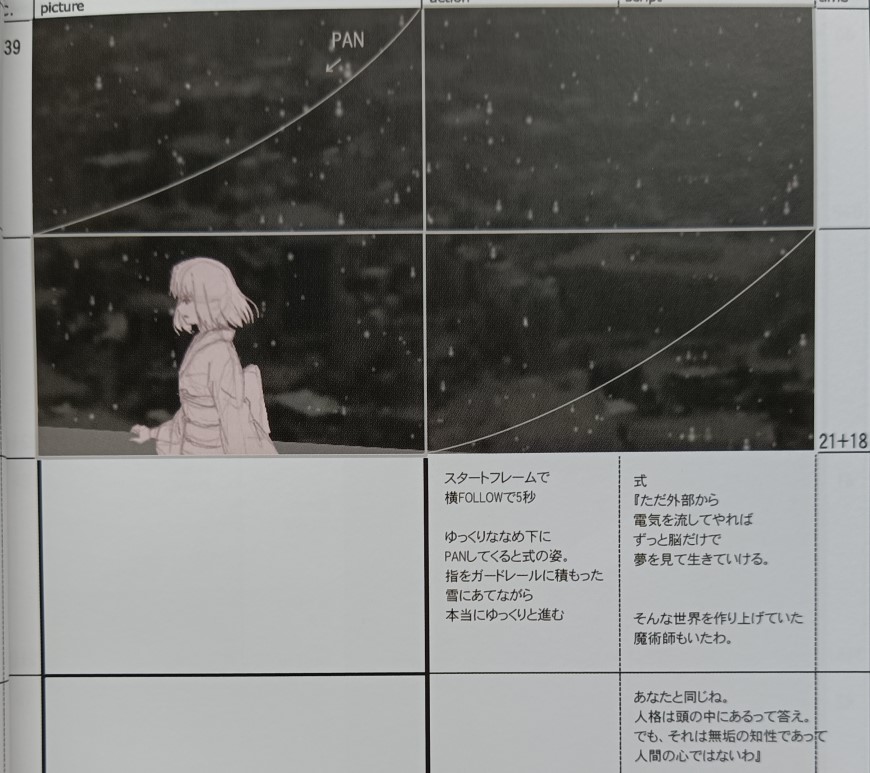 picture
39
PAN
21+18
スタートフレームで
横FOLLOWで5秒
ゆっくりななめ下に
PANしてくると式の姿。
指をガードレールに積もった
雪にあてながら
本当にゆっくりと進む
式
『ただ外部から
電気を流してやれば
ずっと脳だけで
夢を見て生きていける。
そんな世界を作り上げていた
魔術師もいたわ。
あなたと同じね。
人格は頭の中にあるって答え。
でも、それは無垢の知性であって
人間の心ではないわ』